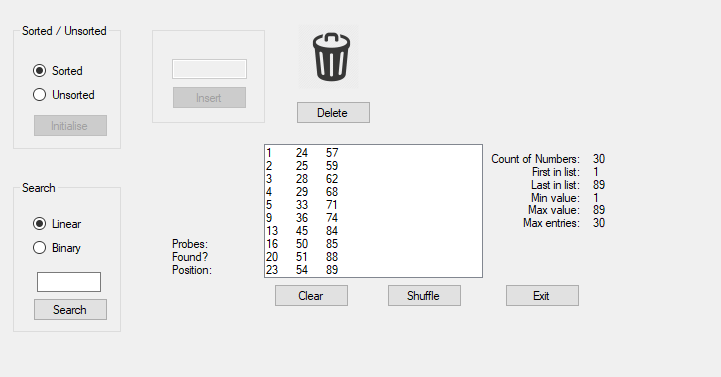 Sorted / Unsorted
Sorted
Unsorted
Initialise
Insert
Delete
Search
Linear
Binary
Search
Probes:
Found?
Position:
1 24 57
2 25 59
3 28 62
4 29 68
5 33 71
9 36 74
13 45 84
16 50 85
20 51 88
23 54 89
Clear
Shuffle
Exit
Count of Numbers: 30
First in list: 1
Last in list: 89
Min value: 1
Max value: 89
Max entries: 30